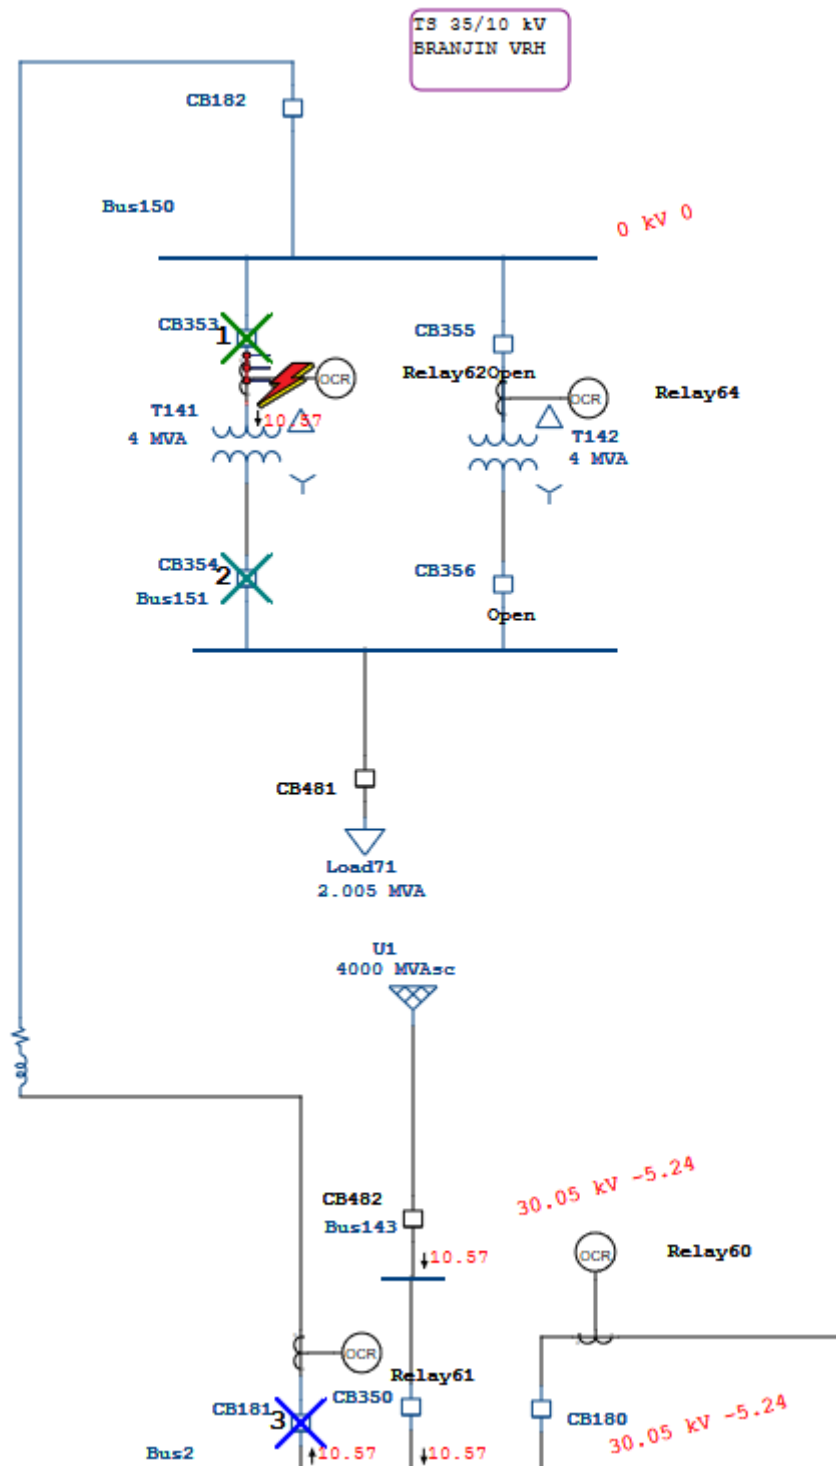 TS 35/10 kV
BRANJIN VRH
CB182
Bus150
0 kV 0
CB353
1
CB355
OCR
Relay62
Open
OCR
Relay64
T141
4 MVA
10.57
T142
4 MVA
CB354
2
CB356
Bus151
Open
CB481
Load71
2.005 MVA
U1
4000 MVAsc
CB482
30.05 kV -5.24
Bus143
10.57
OCR
Relay60
OCR
Relay61
CB350
CB181
3
CB180
30.05 kV -5.24
Bus2
10.57
10.57